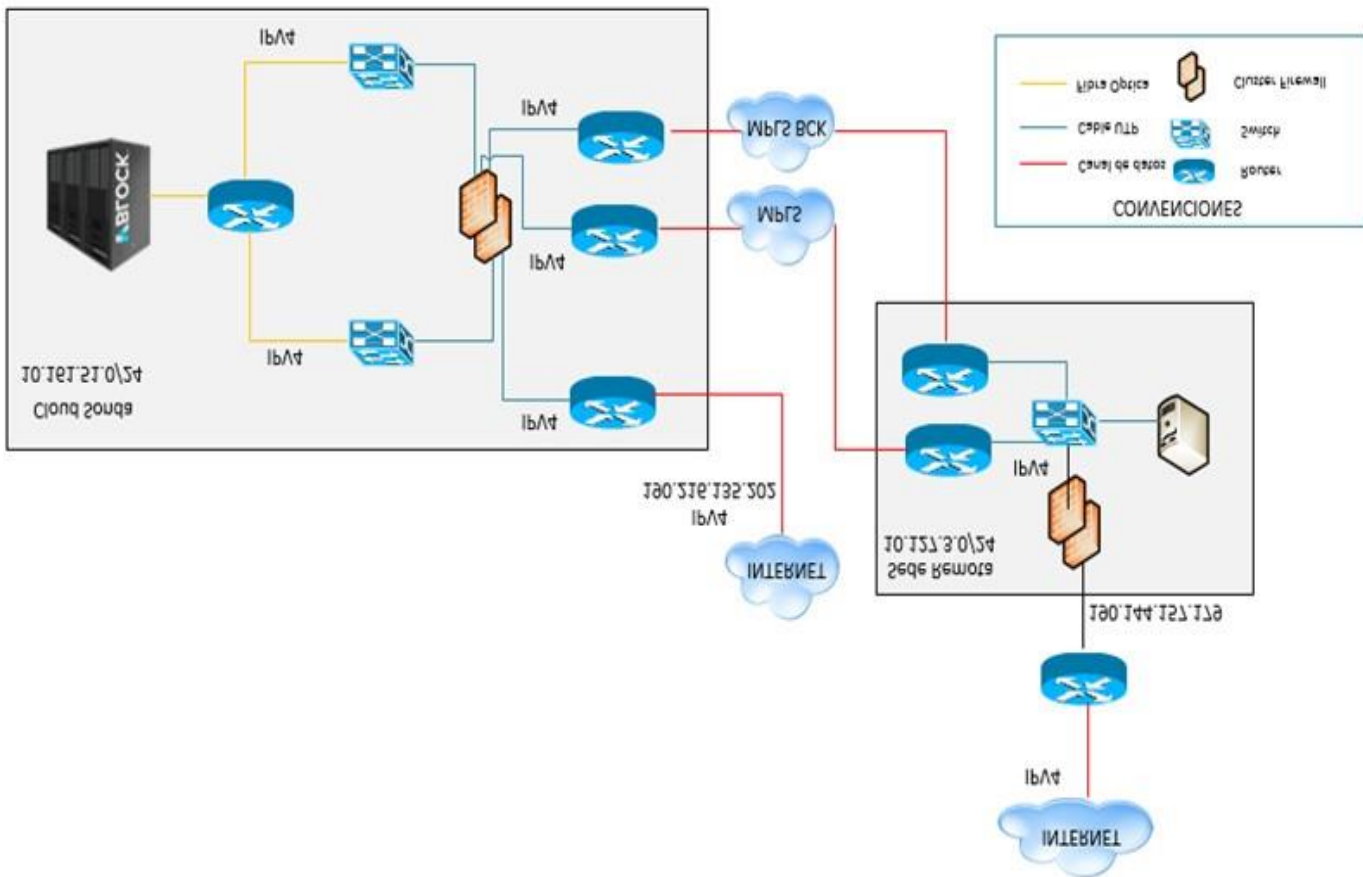 INTERNET
IPV4
190.144.157.179
Sede Remota
10.127.3.0/24
IPV4
INTERNET
IPV4
190.216.135.202
Cloud Sonda
10.161.51.0/24
IPV4
IPV4
IPV4
IPV4
IPV4
VBLOCK
MPLS
MPLS BCK
CONVENCIONES
Canal de datos
Router
Cable UTP
Switch
Fibra Optica
Cluster Firewall